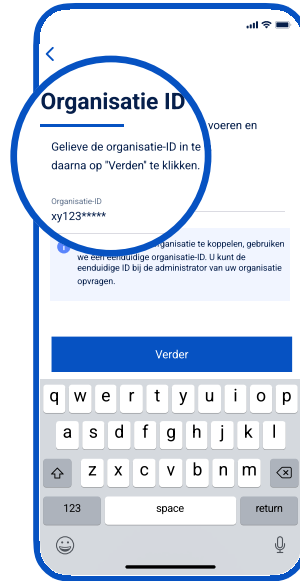 Organisatie ID
Gelieve de organisatie-ID in te voeren en
daarna op "Verden" te klikken.
Organisatie-ID
xy123*****
organisatie te koppelen, gebruiken
we een eenduidige organisatie-ID. U kunt de
eenduidige ID bij de administrator van uw organisatie
opvragen.
Verder
q w e r t y u i o p
a s d f g h j k l
z x c v b n m
123 space return